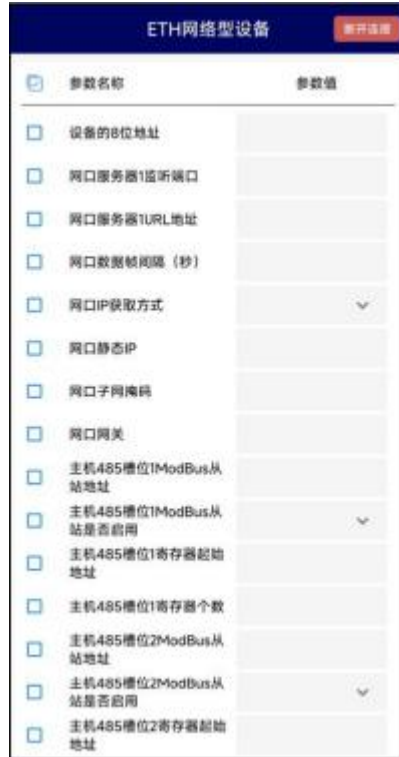 ETH网络型设备
断开连接
参数名称
参数值
设备的8位地址
网口服务器1监听端口
网口服务器1URL地址
网口数据帧间隔（秒）
网口IP获取方式
网口静态IP
网口子网掩码
网口网关
主机485槽位1ModBus从
站地址
主机485槽位1ModBus从
站是否启用
主机485槽位1寄存器起始
地址
主机485槽位1寄存器个数
主机485槽位2ModBus从
站地址
主机485槽位2ModBus从
站是否启用
主机485槽位2寄存器起始
地址